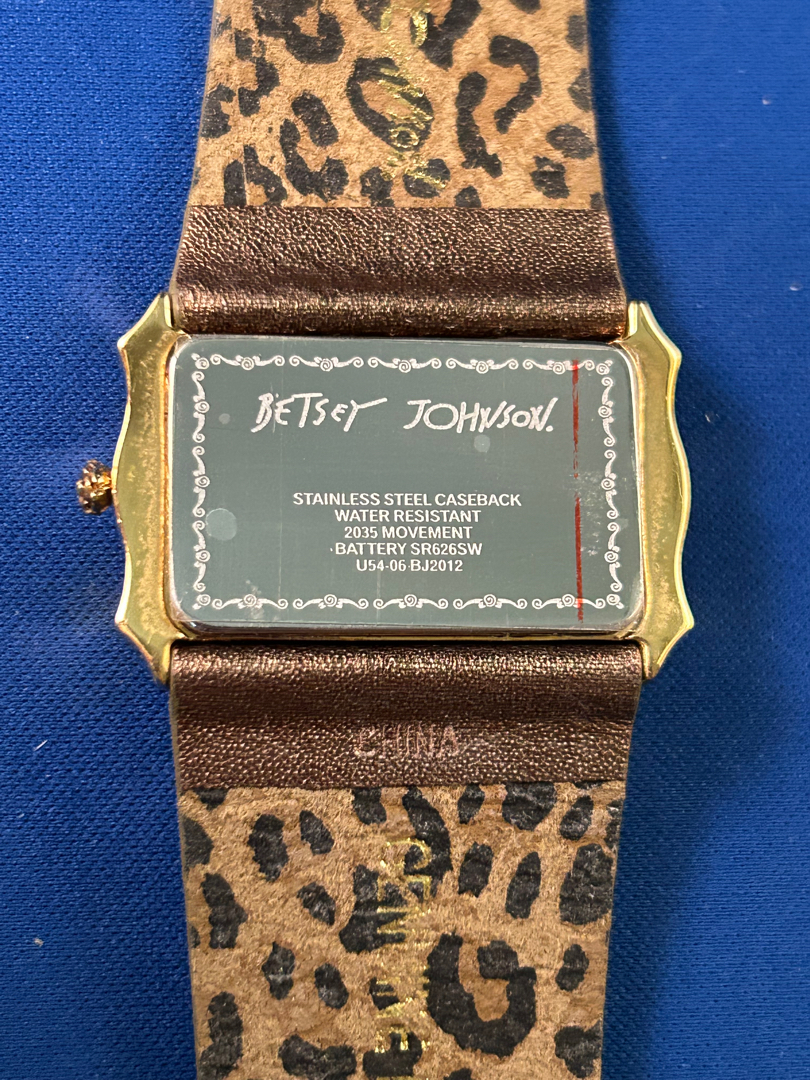 BETSEY JOHNSON.
STAINLESS STEEL CASEBACK
WATER RESISTANT
2035 MOVEMENT
BATTERY SR626SW
U54-06 BJ2012
CHINA